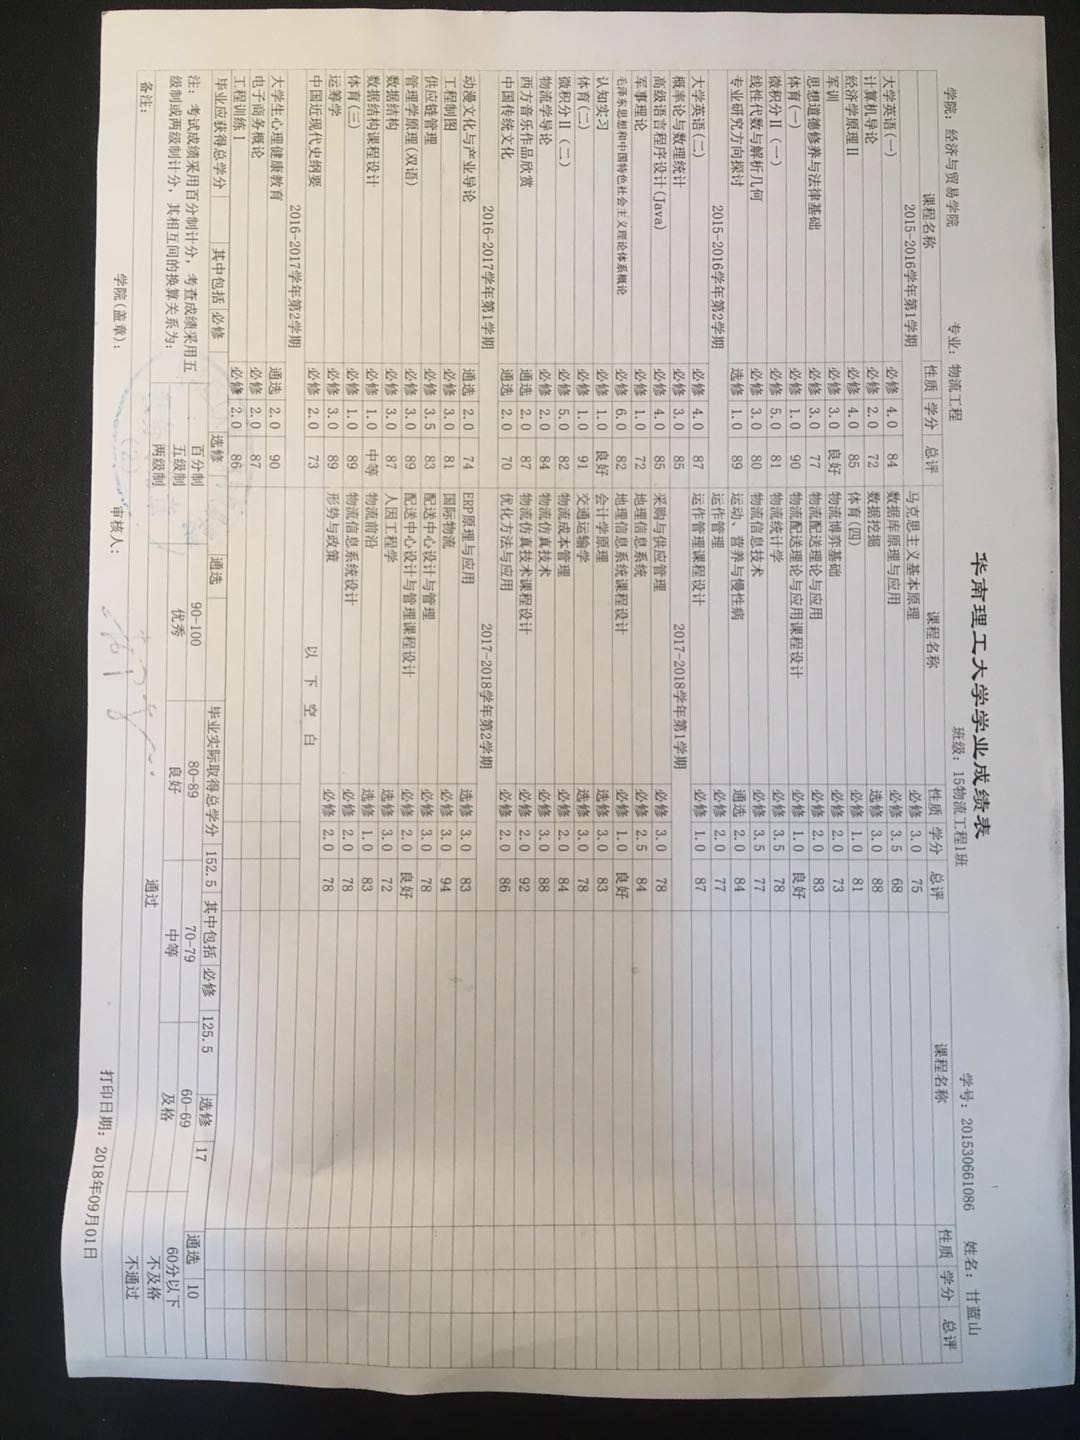 华南理工大学学业成绩表
学院：经济与贸易学院 专业：物流工程 班级：15物流工程1班 学号：201530661086 姓名：甘蓝山
课程名称 性质 学分 总评 课程名称 性质 学分 总评 课程名称 性质 学分 总评
2015-2016学年第1学期
大学英语(一) 必修 4.0 84
计算机导论 必修 2.0 72
经济学原理II 必修 4.0 85
军训 必修 3.0 良好
思想道德修养与法律基础 必修 3.0 77
体育(一) 必修 1.0 90
微积分II(一) 必修 5.0 81
线性代数与解析几何 必修 3.0 80
专业研究方向探讨 选修 1.0 89
2015-2016学年第2学期
大学英语(二) 必修 4.0 87
概率论与数理统计 必修 3.0 85
高级语言程序设计(Java) 必修 4.0 85
军事理论 必修 1.0 72
毛泽东思想和中国特色社会主义理论体系概论 必修 6.0 82
认知实习 必修 1.0 良好
体育(二) 必修 1.0 91
微积分II(二) 必修 5.0 82
物流学导论 必修 2.0 84
西方音乐作品欣赏 通选 2.0 87
中国传统文化 通选 2.0 70
2016-2017学年第1学期
动漫文化与产业导论 通选 2.0 74
工程制图 必修 3.0 81
供应链管理 必修 3.5 83
管理学原理(双语) 必修 3.0 89
数据结构 必修 3.0 87
数据结构课程设计 必修 1.0 中等
体育(三) 必修 1.0 89
运筹学 必修 3.0 89
中国近现代史纲要 必修 2.0 73
2016-2017学年第2学期
大学生心理健康教育 通选 2.0 90
电子商务概论 必修 2.0 87
工程训练I 必修 2.0 86
马克思主义基本原理 必修 3.0 75
数据库原理与应用 必修 3.5 68
数据挖掘 选修 3.0 88
体育(四) 必修 1.0 81
物流博弈基础 必修 2.0 73
物流配送理论与应用 必修 2.0 83
物流配送理论与应用课程设计 必修 1.0 良好
物流统计学 必修 3.5 78
物流信息技术 必修 3.5 77
运动、营养与慢性病 通选 2.0 84
运作管理 必修 2.0 77
运作管理课程设计 必修 1.0 87
2017-2018学年第1学期
采购与供应管理 必修 3.0 78
地理信息系统 必修 2.5 84
地理信息系统课程设计 必修 1.0 良好
会计学原理 选修 3.0 83
交通运输学 选修 3.0 78
物流成本管理 必修 2.0 84
物流仿真技术 必修 3.0 88
物流仿真技术课程设计 必修 2.0 92
优化方法与应用 必修 2.0 86
2017-2018学年第2学期
ERP原理与应用 选修 3.0 83
国际物流 必修 3.0 94
配送中心设计与管理 必修 3.0 78
配送中心设计与管理课程设计 必修 2.0 良好
人因工程学 选修 3.0 72
物流前沿 选修 1.0 83
物流信息系统设计 必修 2.0 78
形势与政策 必修 2.0 78
以下空白
毕业应获得总学分 其中包括 必修 选修 通选 毕业实际取得总学分 152.5 其中包括 必修 125.5 选修 17 通选 10
注：考试成绩采用百分制计分，考查成绩采用五级制或两级制计分，其相互间的换算关系为：
百分制 90-100 80-89 70-79 60-69 60分以下
五级制 优秀 良好 中等 及格 不及格
两级制 通过 不通过
备注：
学院(盖章)： 审核人： 打印日期：2018年09月01日